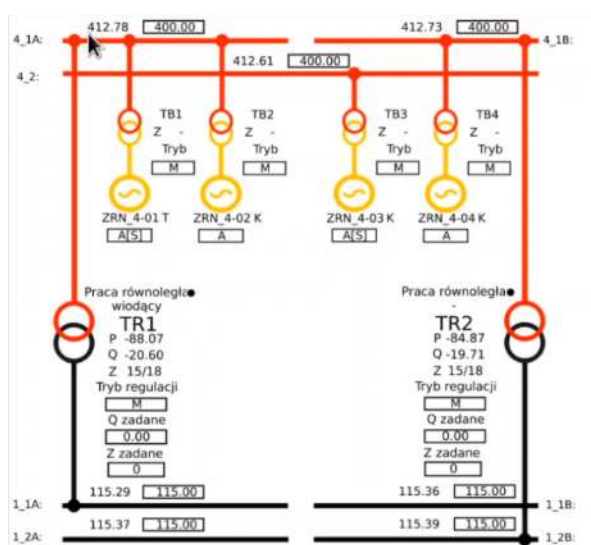 412.78 400.00 412.73 400.00
4_1A: 4_1B:
412.61 400.00
4_2:
TB1 TB2 TB3 TB4
Z - Z - Z - Z -
Tryb Tryb Tryb Tryb
M M M M
ZRN_4-01 T ZRN_4-02 K ZRN_4-03 K ZRN_4-04 K
A[S] A A[S] A
Praca równoległa Praca równoległa
wiodący -
TR1 TR2
P -88.07 P -84.87
Q -20.60 Q -19.71
Z 15/18 Z 15/18
Tryb regulacji Tryb regulacji
M M
Q zadane Q zadane
0.00 0.00
Z zadane Z zadane
0 0
115.29 115.00 115.36 115.00
1_1A: 1_1B:
115.37 115.00 115.39 115.00
1_2A: 1_2B: